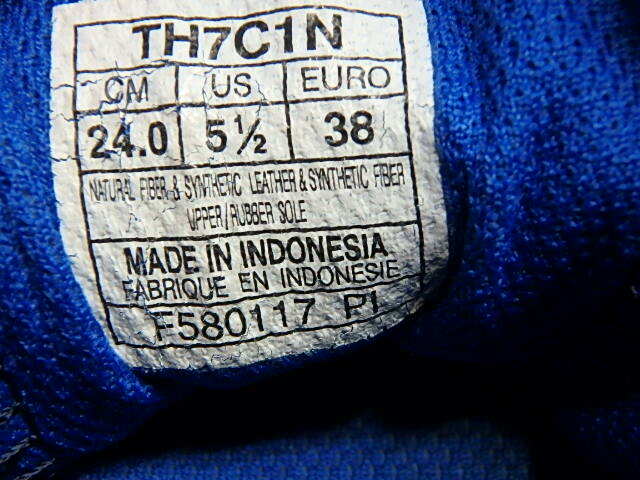 TH7C1N
CM US EURO
24.0 5½ 38
NATURAL FIBER & SYNTHETIC LEATHER & SYNTHETIC FIBER
UPPER/RUBBER SOLE
MADE IN INDONESIA
FABRIQUE EN INDONESIE
F580117 PI